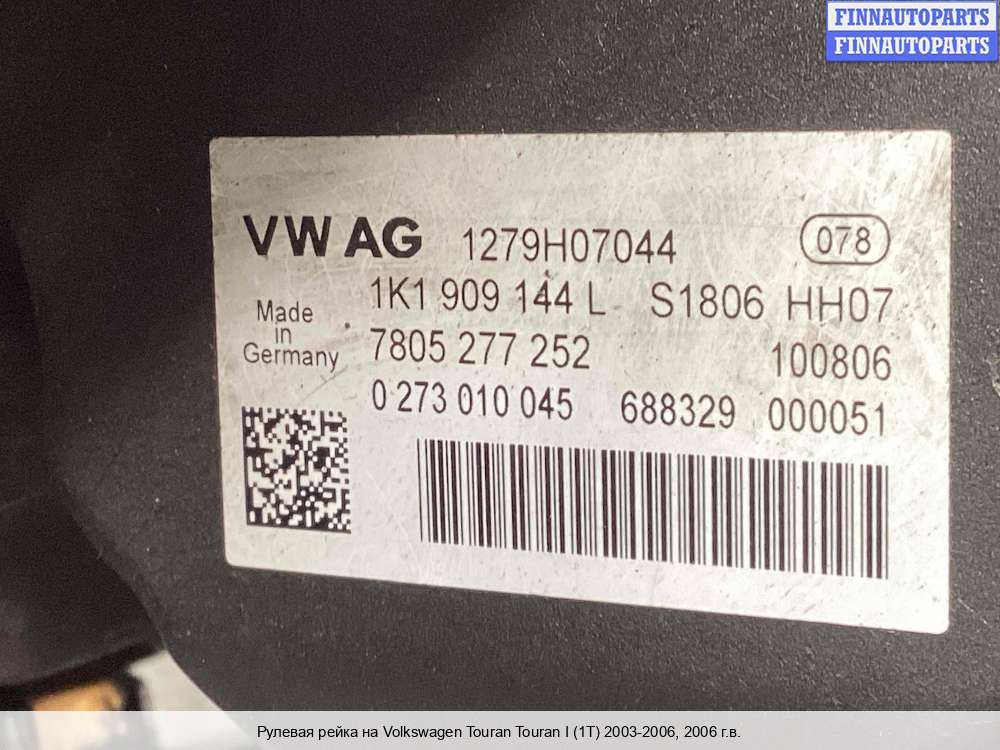 FINNAUTOPARTS
FINNAUTOPARTS
VW AG 1279H07044 078
1K1 909 144 L S1806 HH07
Made
in
Germany
7805 277 252 100806
0 273 010 045 688329 000051
Рулевая рейка на Volkswagen Touran Touran I (1T) 2003-2006, 2006 г.в.